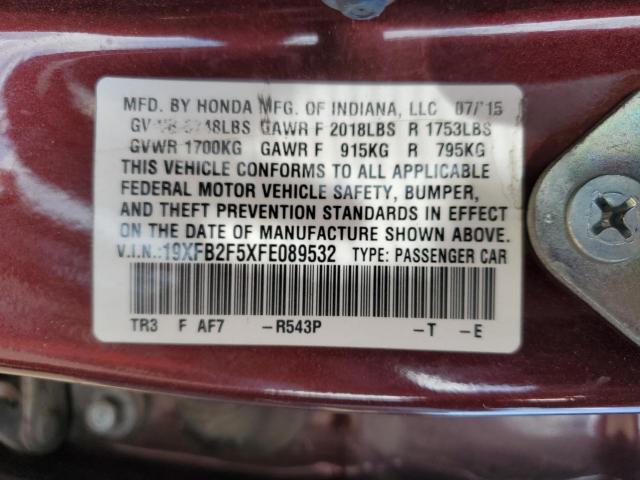 MFD. BY HONDA MFG. OF INDIANA, LLC 07/15
GAWR F 2018LBS R 1753LBS
GVWR 1700KG GAWR F 915KG R 795KG
THIS VEHICLE CONFORMS TO ALL APPLICABLE
FEDERAL MOTOR VEHICLE SAFETY, BUMPER,
AND THEFT PREVENTION STANDARDS IN EFFECT
ON THE DATE OF MANUFACTURE SHOWN ABOVE.
V.I.N.:19XFB2F5XFE089532 TYPE: PASSENGER CAR
TR3 F AF7 -R543P -T -E